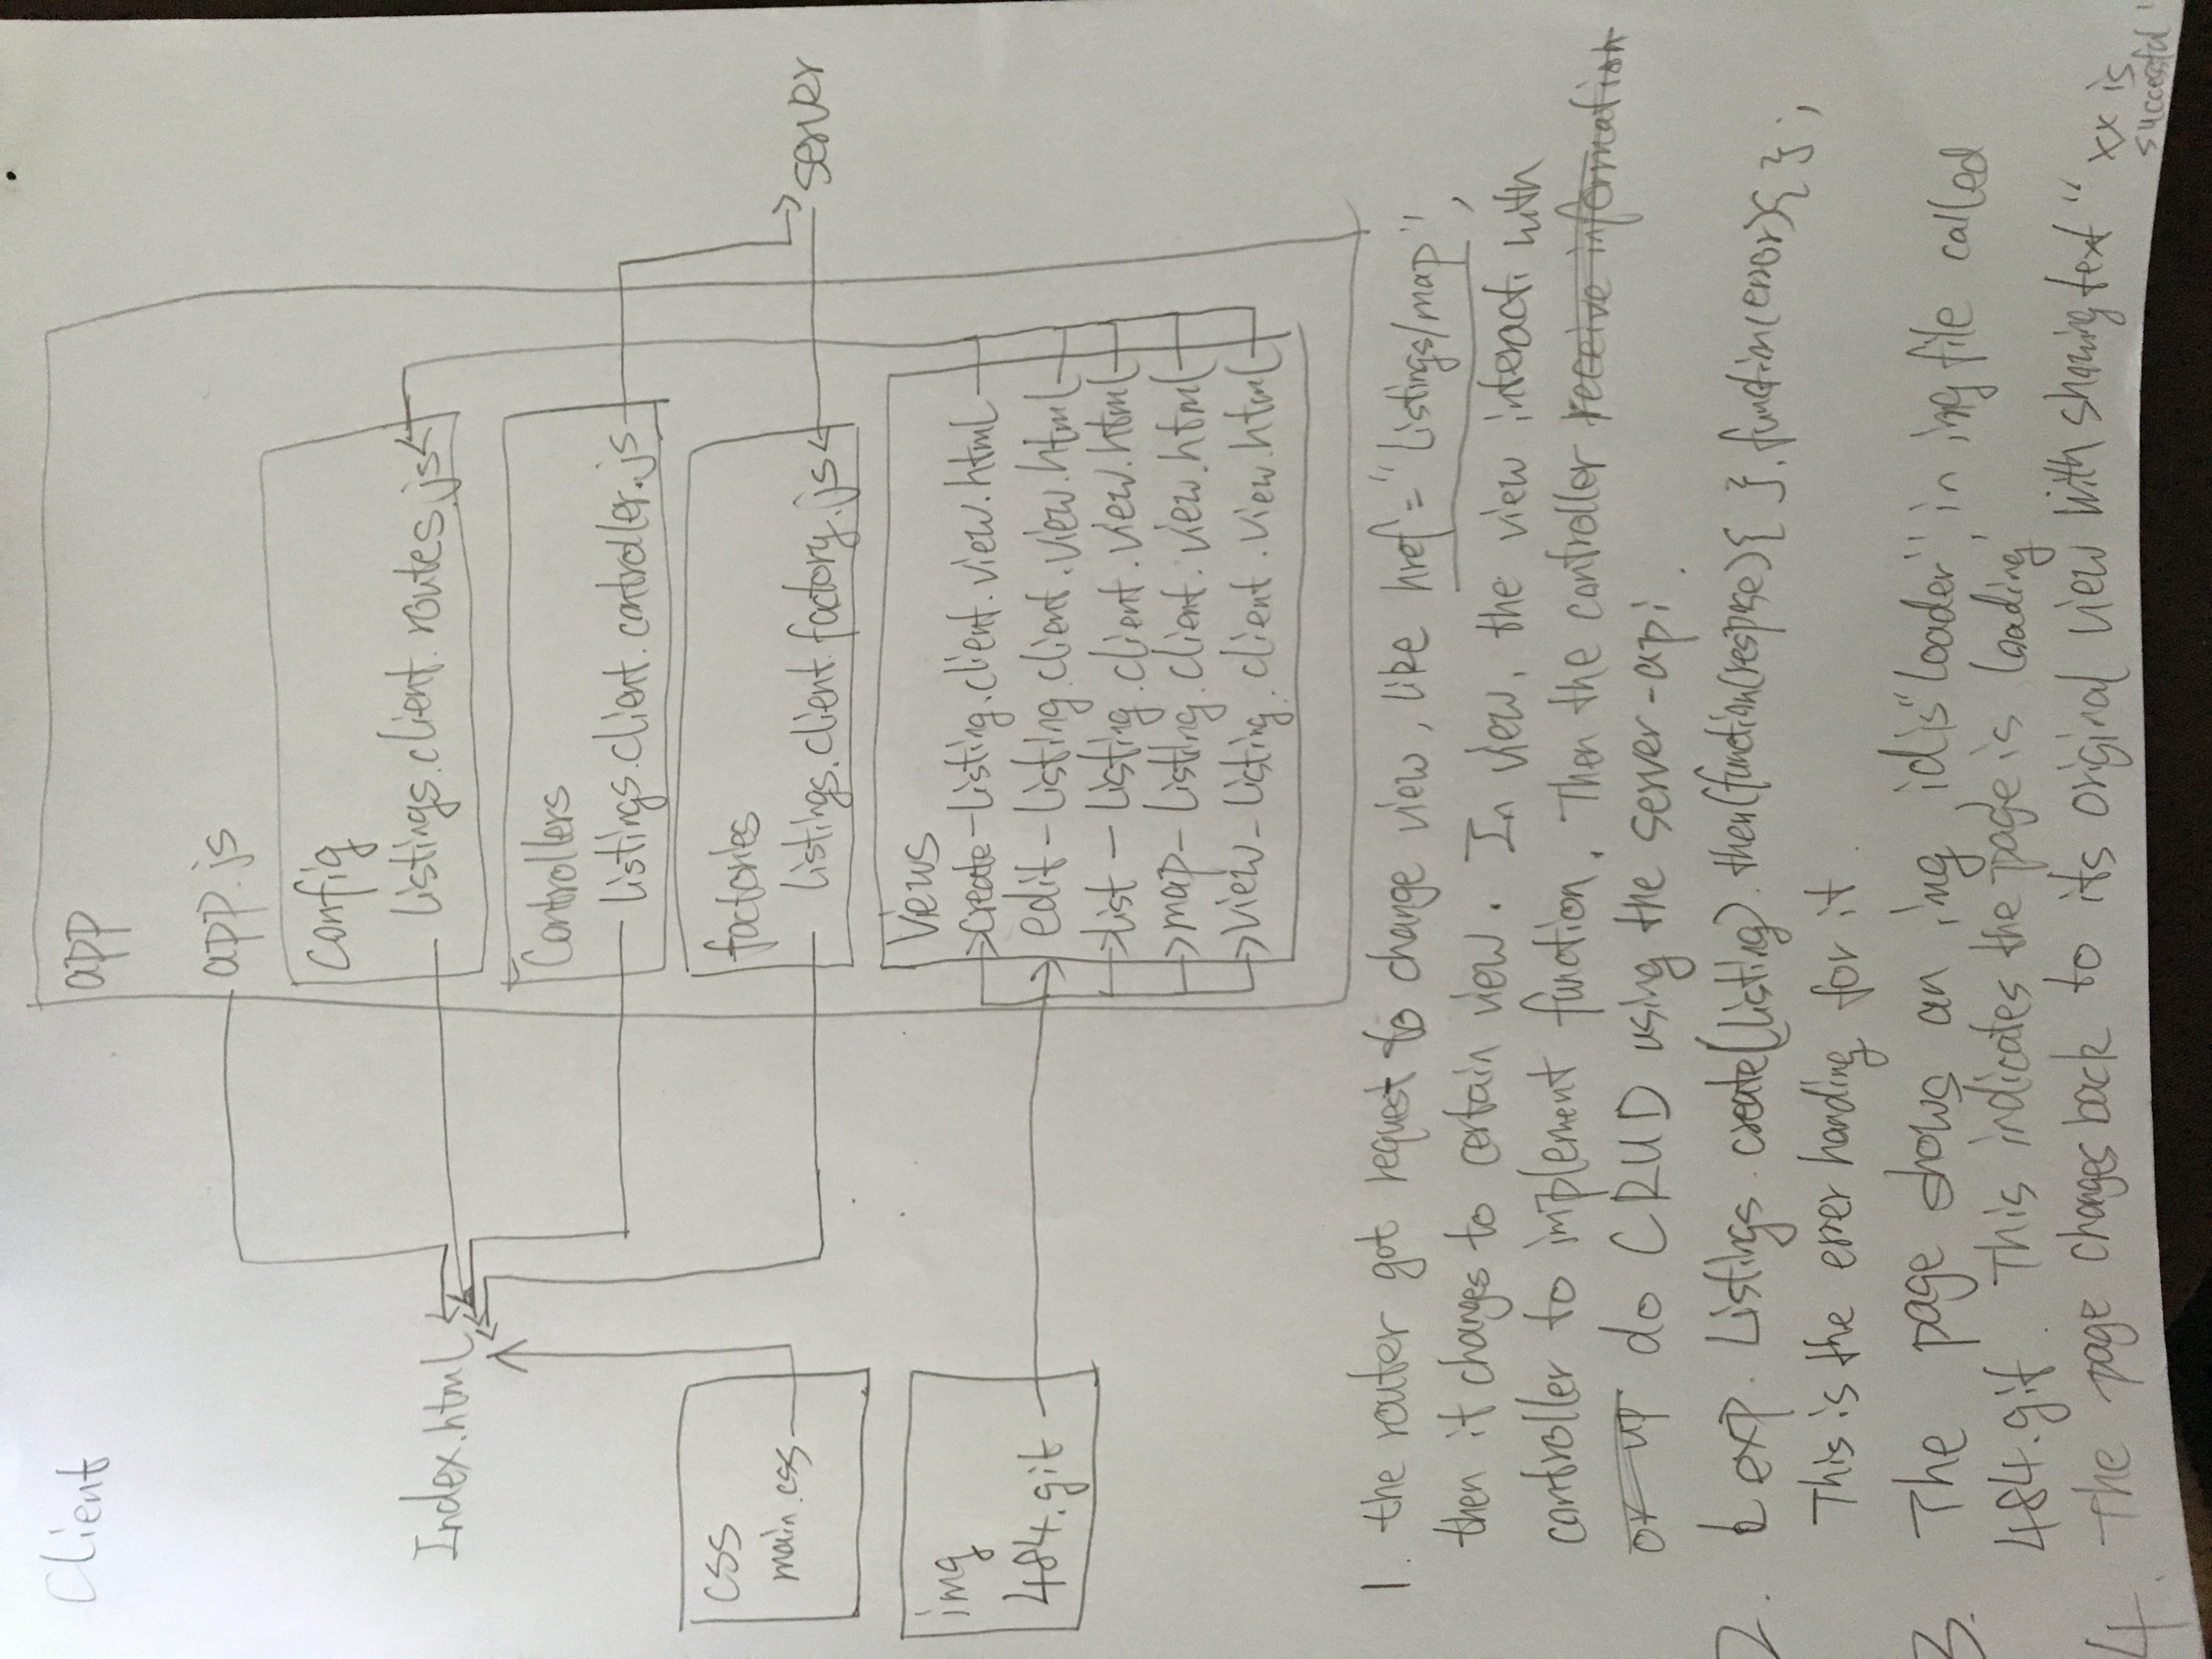 Client
app
app.js
Config
listings.client.routes.js
Index.html
Controllers
listings.client.controller.js
css
main.css
factories
listings.client.factory.js
server
img
484.git
Views
create-listing.client.view.html
edit-listing.client.view.html
list-listing.client.view.html
map-listing.client.view.html
view-listing.client.view.html
1. the router got request to change view, like href="listings/map",
then it changes to certain view. In view, the view interact with
controller to implement function. Then the controller receive information
or up do CRUD using the server-api.
2. exp. Listings.create(listing).then(function(respose){ }, function(error){ };
This is the error handing for it.
3. The page shows an img, id is "loader", in img file called
484.gif. This indicates the page is loading
4. The page changes back to its original view with showing text "xx is
successful"